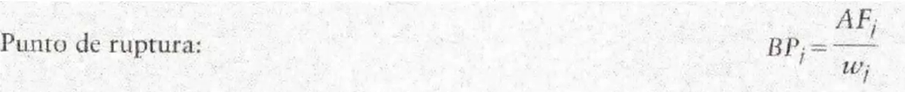 Punto de ruptura: BP_j = AF_j / w_j